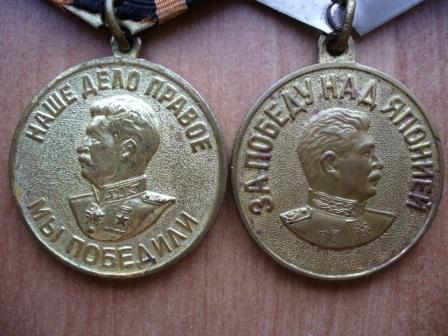 НАШЕ ДЕЛО ПРАВОЕ
МЫ ПОБЕДИЛИ
ЗА ПОБЕДУ НАД ЯПОНИЕЙ